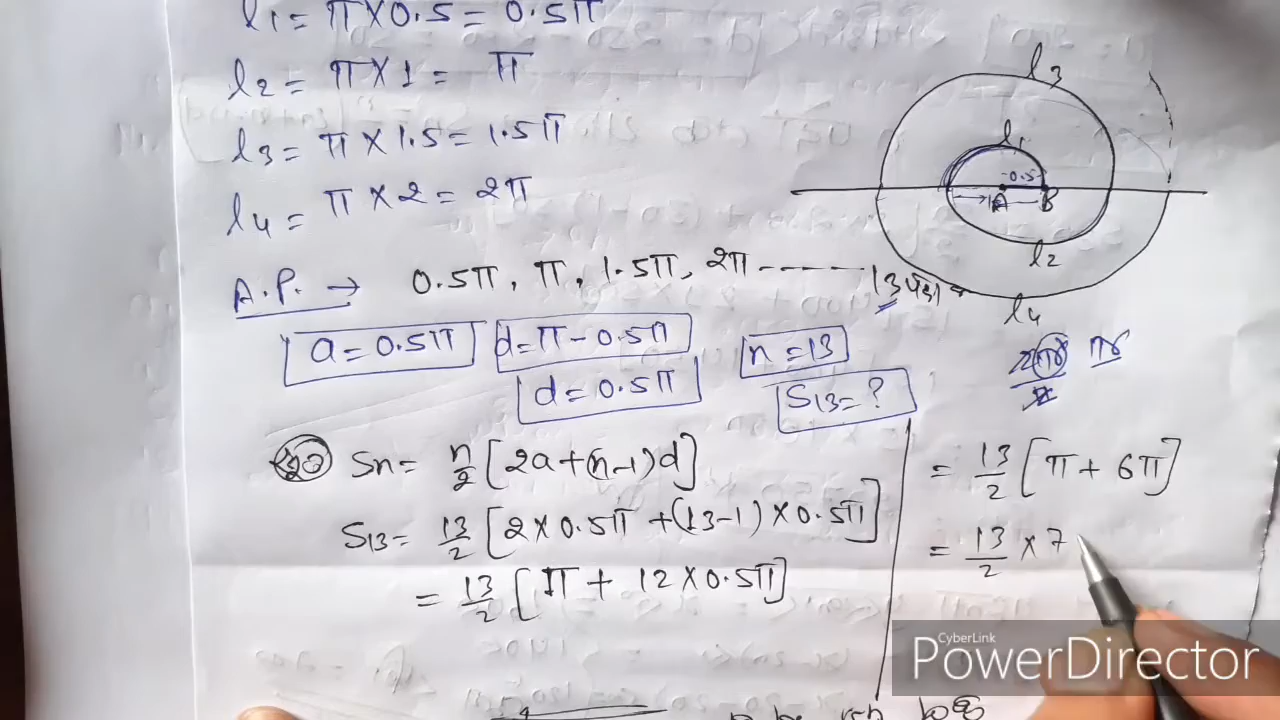 l1 = π×0.5 = 0.5π
l2 = π×1 = π
l3 = π×1.5 = 1.5π
l4 = π×2 = 2π
l3
l1
0.5
A B
l2
l4
A.P. → 0.5π, π, 1.5π, 2π ------ 13
a = 0.5π
d = π - 0.5π
d = 0.5π
n = 13
S13 = ?
πr
Sn = n/2 [2a + (n-1)d]
S13 = 13/2 [2×0.5π + (13-1)×0.5π]
= 13/2 [π + 12×0.5π]
= 13/2 [π + 6π]
= 13/2 × 7
CyberLink
PowerDirector